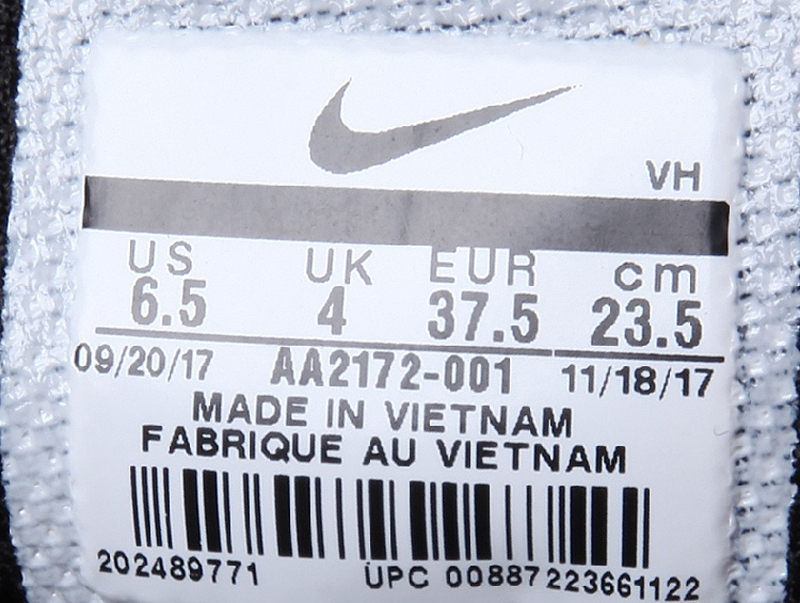 VH
US UK EUR cm
6.5 4 37.5 23.5
09/20/17 AA2172-001 11/18/17
MADE IN VIETNAM
FABRIQUE AU VIETNAM
202489771 UPC 00887223661122